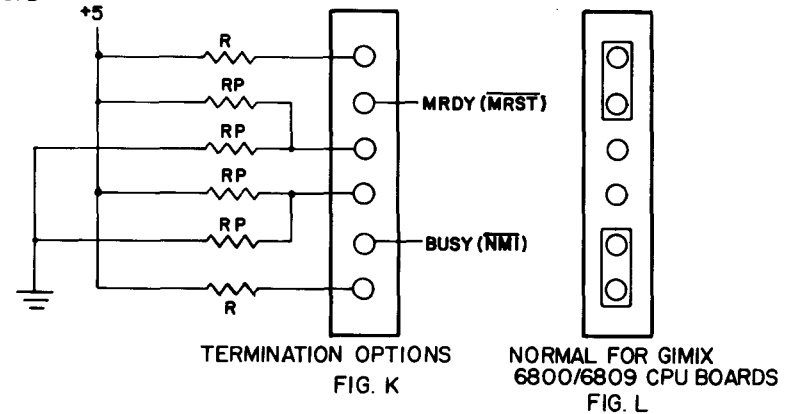 +5
R
RP
MRDY (MRST)
RP
RP
RP
BUSY (NMI)
R
TERMINATION OPTIONS
FIG. K
NORMAL FOR GIMIX
6800/6809 CPU BOARDS
FIG. L